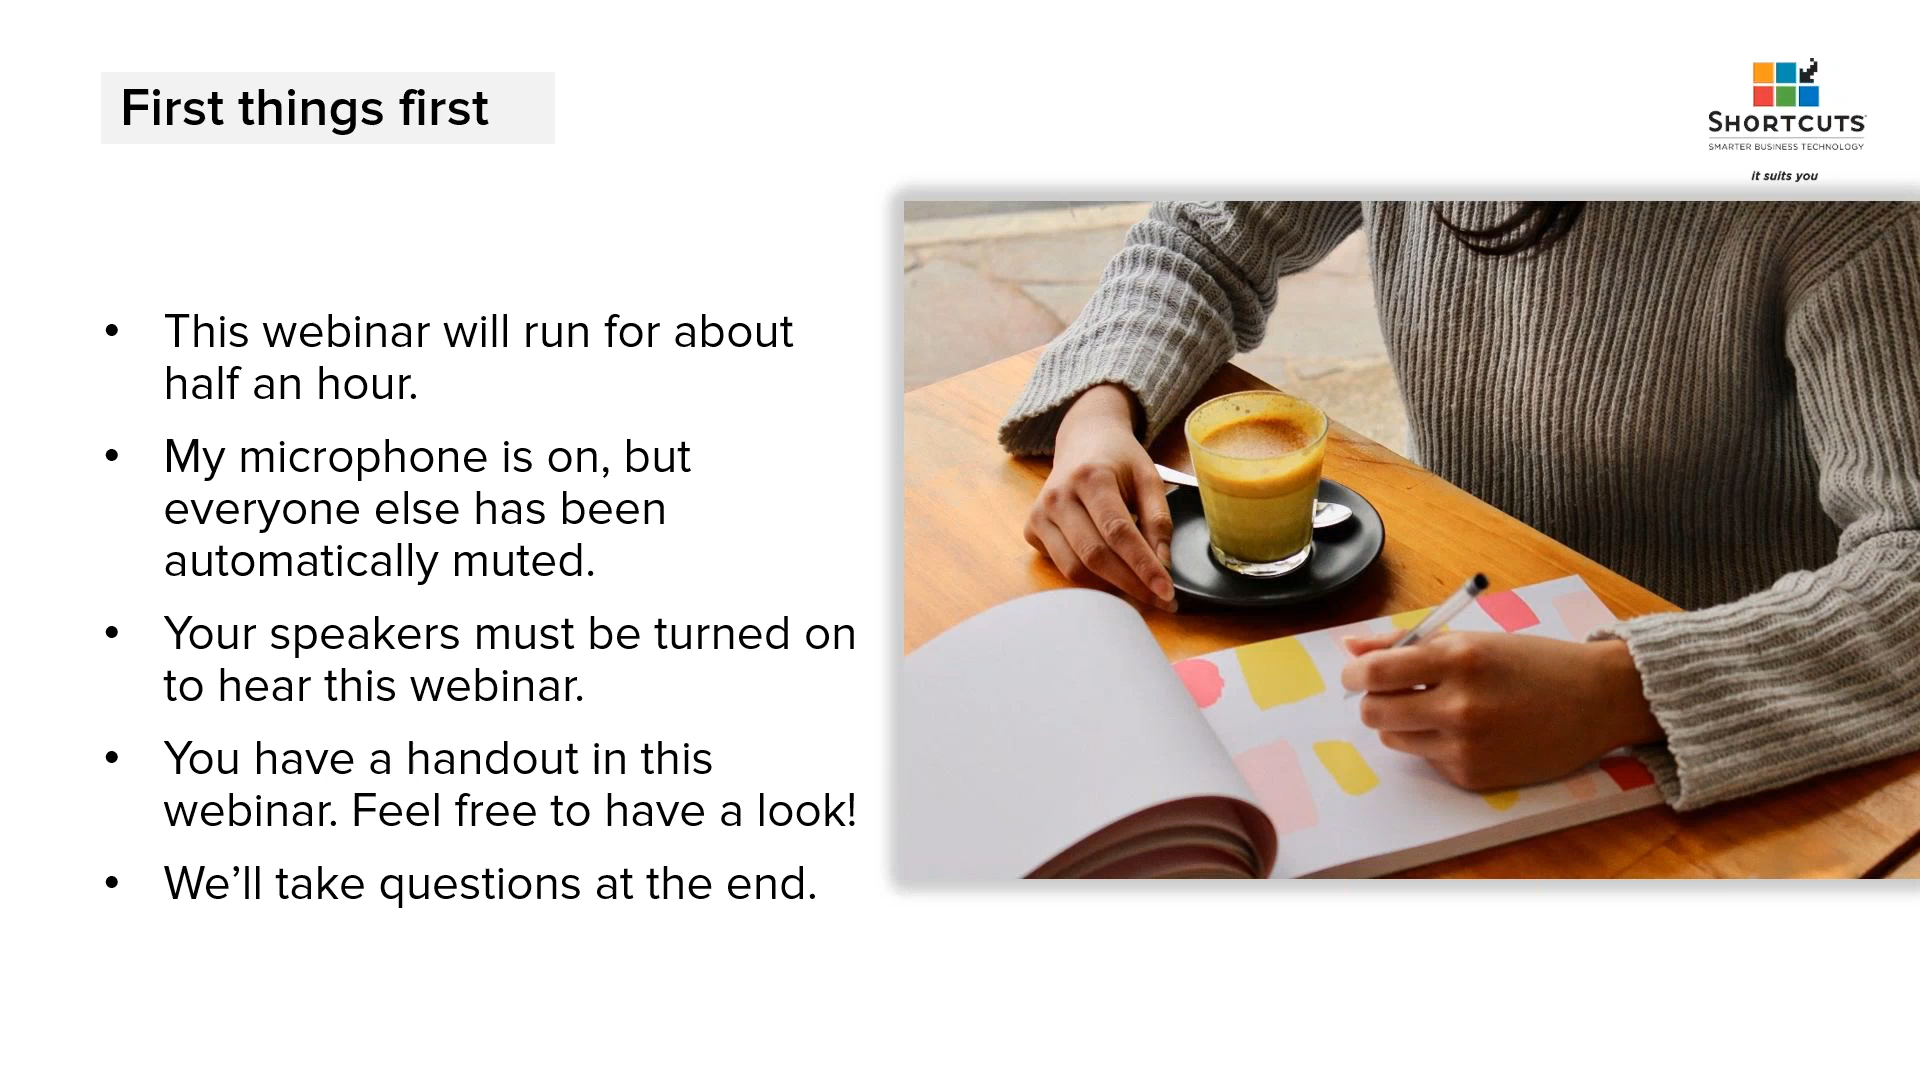 First things first
SHORTCUTS
SMARTER BUSINESS TECHNOLOGY
it suits you
• This webinar will run for about
half an hour.
• My microphone is on, but
everyone else has been
automatically muted.
• Your speakers must be turned on
to hear this webinar.
• You have a handout in this
webinar. Feel free to have a look!
• We’ll take questions at the end.